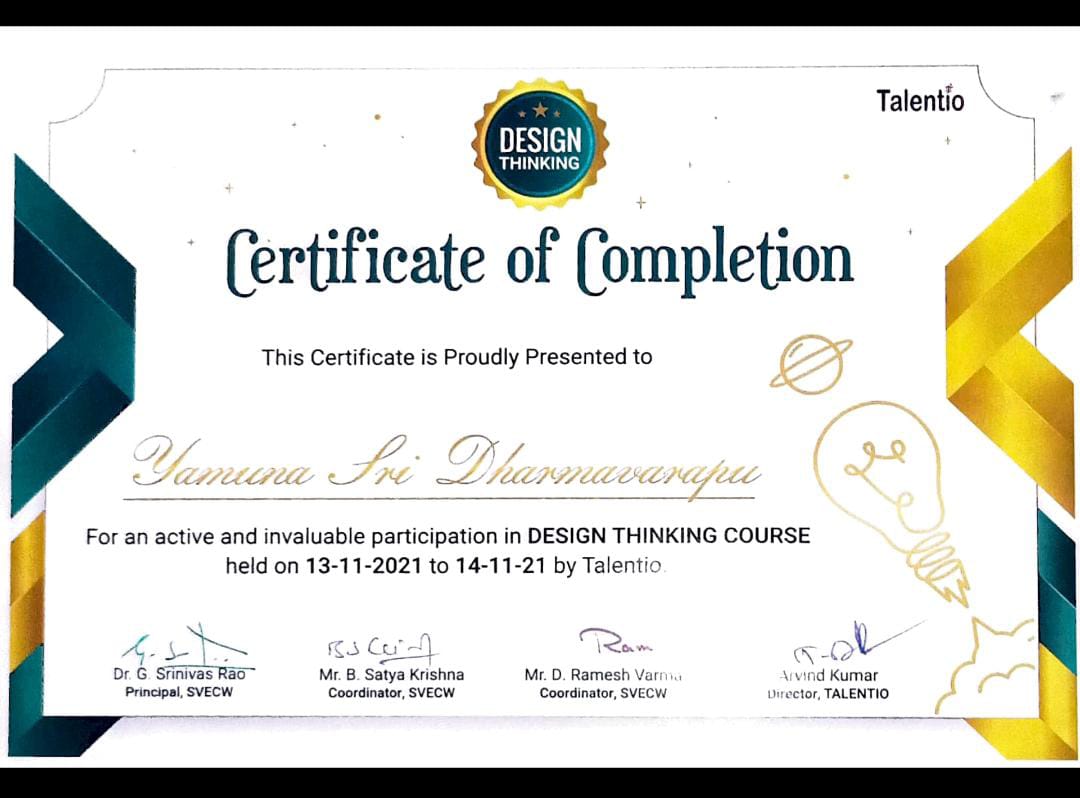 Talentio
DESIGN
THINKING
Certificate of Completion
This Certificate is Proudly Presented to
Yamuna Sri Dharmavarapu
For an active and invaluable participation in DESIGN THINKING COURSE
held on 13-11-2021 to 14-11-21 by Talentio.
Ram
Dr. G. Srinivas Rao
Principal, SVECW
Mr. B. Satya Krishna
Coordinator, SVECW
Mr. D. Ramesh Varma
Coordinator, SVECW
Arvind Kumar
Director, TALENTIO